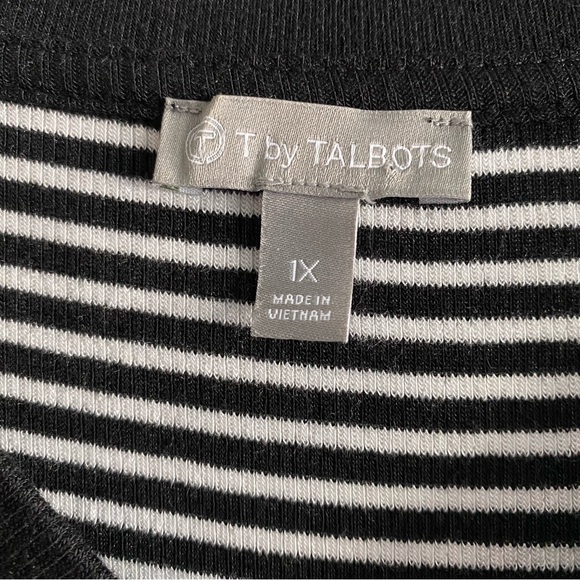 T T by TALBOTS
1X
MADE IN
VIETNAM